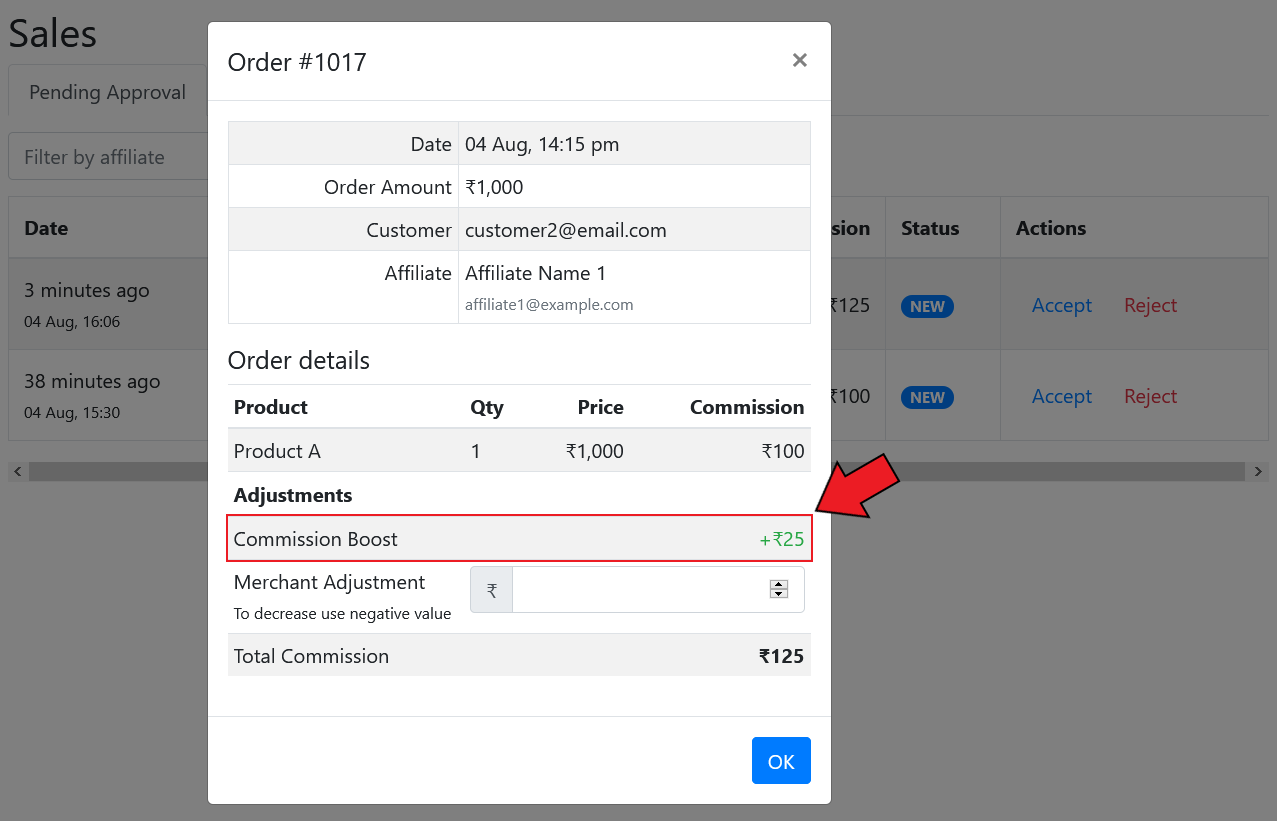 Sales
Pending Approval
Filter by affiliate
Date sion Status Actions
3 minutes ago
04 Aug, 16:06
₹125 NEW Accept Reject
38 minutes ago
04 Aug, 15:30
₹100 NEW Accept Reject
Order #1017 ×
Date 04 Aug, 14:15 pm
Order Amount ₹1,000
Customer customer2@email.com
Affiliate Affiliate Name 1
affiliate1@example.com
Order details
Product Qty Price Commission
Product A 1 ₹1,000 ₹100
Adjustments
Commission Boost +₹25
Merchant Adjustment ₹
To decrease use negative value
Total Commission ₹125
OK